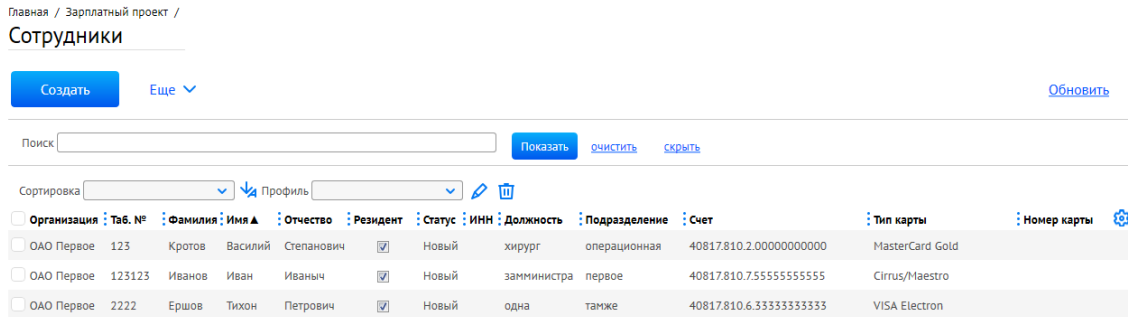 Главная / Зарплатный проект /
Сотрудники
Создать Еще Обновить
Поиск Показать очистить скрыть
Сортировка Профиль
Организация Таб. № Фамилия Имя▲ Отчество Резидент Статус ИНН Должность Подразделение Счет Тип карты Номер карты
ОАО Первое 123 Кротов Василий Степанович Новый хирург операционная 40817.810.2.00000000000 MasterCard Gold
ОАО Первое 123123 Иванов Иван Иваныч Новый замминистра первое 40817.810.7.55555555555 Cirrus/Maestro
ОАО Первое 2222 Ершов Тихон Петрович Новый одна тамже 40817.810.6.33333333333 VISA Electron